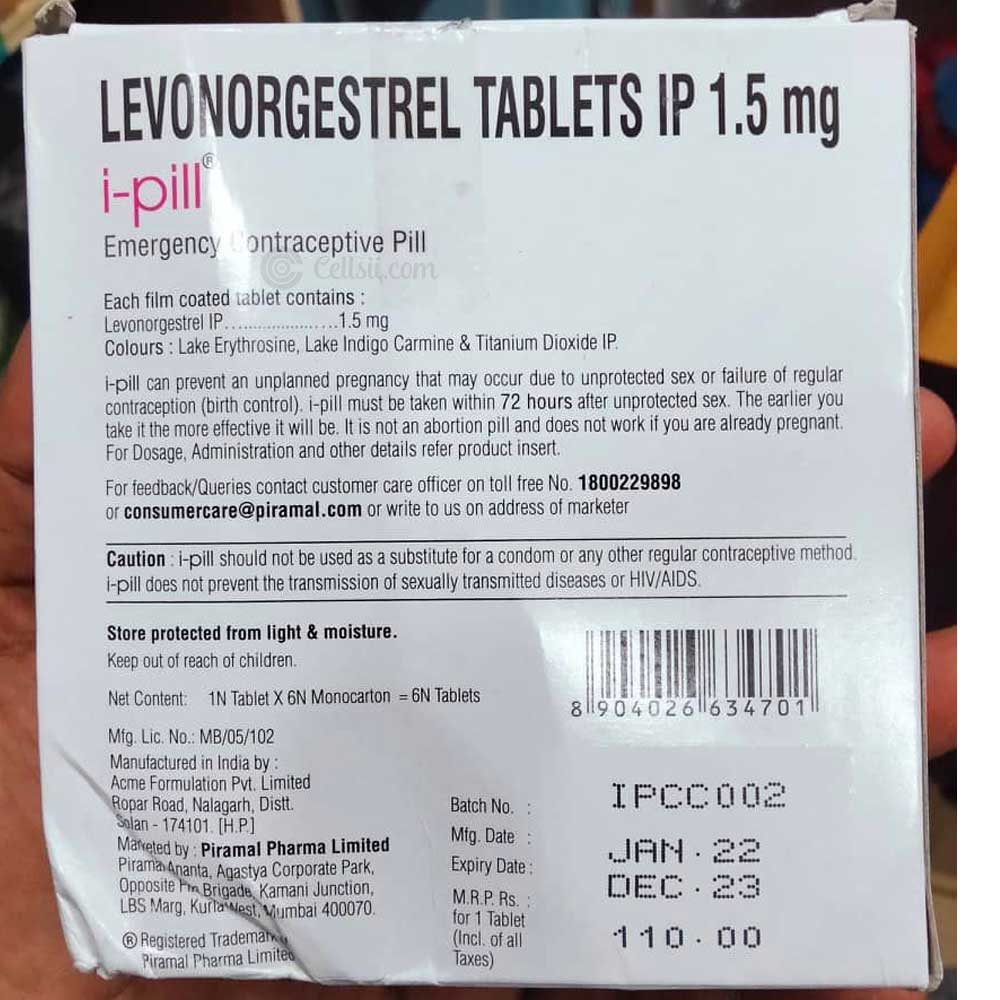 LEVONORGESTREL TABLETS IP 1.5 mg
i-pill®
Emergency Contraceptive Pill
Cellsii.com
Each film coated tablet contains :
Levonorgestrel IP.......................1.5 mg
Colours : Lake Erythrosine, Lake Indigo Carmine & Titanium Dioxide IP.
i-pill can prevent an unplanned pregnancy that may occur due to unprotected sex or failure of regular
contraception (birth control). i-pill must be taken within 72 hours after unprotected sex. The earlier you
take it the more effective it will be. It is not an abortion pill and does not work if you are already pregnant.
For Dosage, Administration and other details refer product insert.
For feedback/Queries contact customer care officer on toll free No. 1800229898
or consumercare@piramal.com or write to us on address of marketer
Caution : i-pill should not be used as a substitute for a condom or any other regular contraceptive method.
i-pill does not prevent the transmission of sexually transmitted diseases or HIV/AIDS.
Store protected from light & moisture.
Keep out of reach of children.
Net Content: 1N Tablet X 6N Monocarton = 6N Tablets
8 904026 634701
Mfg. Lic. No.: MB/05/102
Manufactured in India by :
Acme Formulation Pvt. Limited
Ropar Road, Nalagarh, Distt.
Solan - 174101. [H.P.]
Marketed by : Piramal Pharma Limited
Piramal Ananta, Agastya Corporate Park,
Opposite Fire Brigade, Kamani Junction,
LBS Marg, Kurla West, Mumbai 400070.
® Registered Trademark
Piramal Pharma Limited
Batch No. : IPCC002
Mfg. Date : JAN.22
Expiry Date : DEC.23
M.R.P. Rs. :
for 1 Tablet 110.00
(Incl. of all
Taxes)